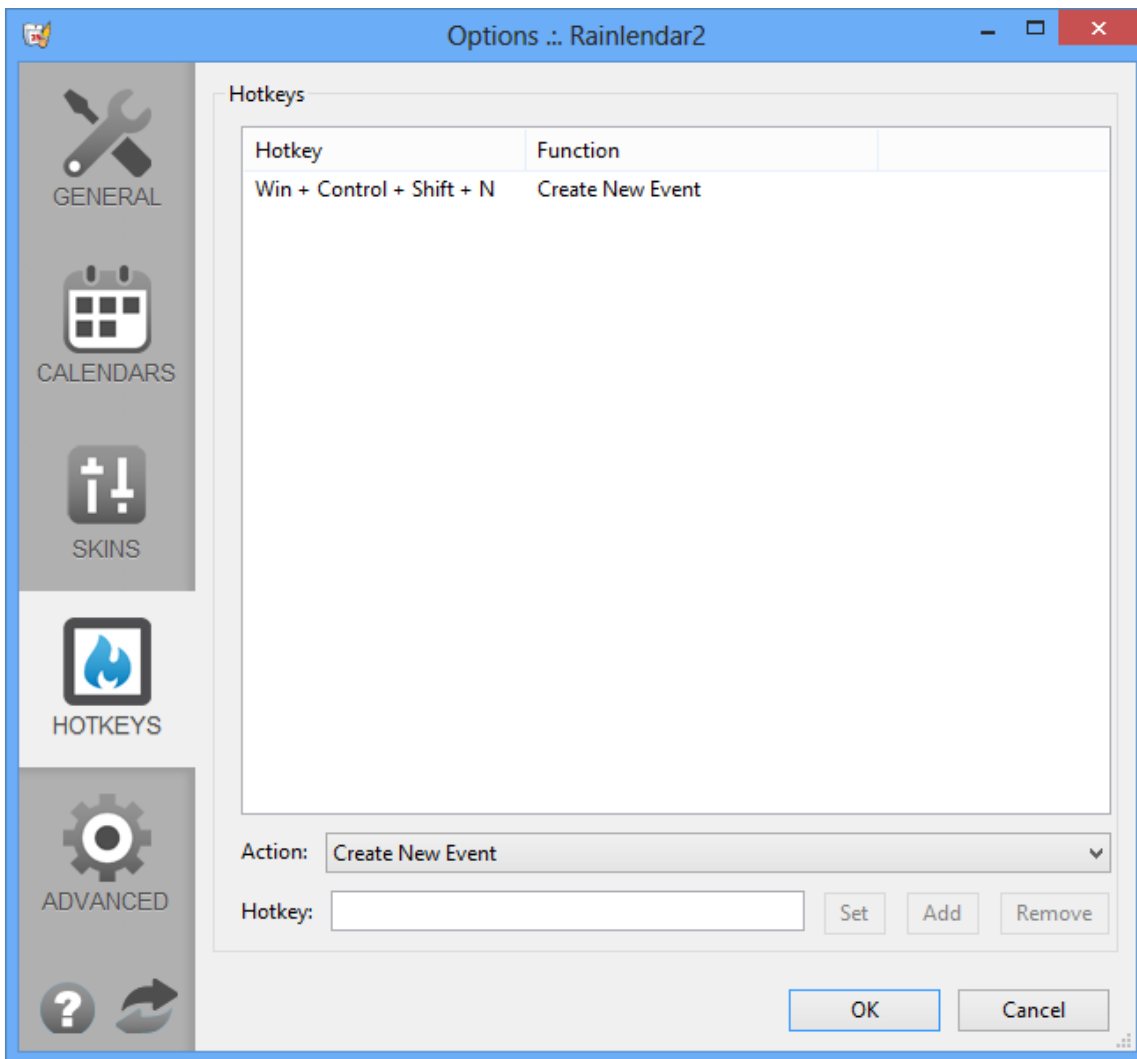 Options .:. Rainlendar2
GENERAL
CALENDARS
SKINS
HOTKEYS
ADVANCED
Hotkeys
Hotkey Function
Win + Control + Shift + N Create New Event
Action: Create New Event
Hotkey: Set Add Remove
OK Cancel